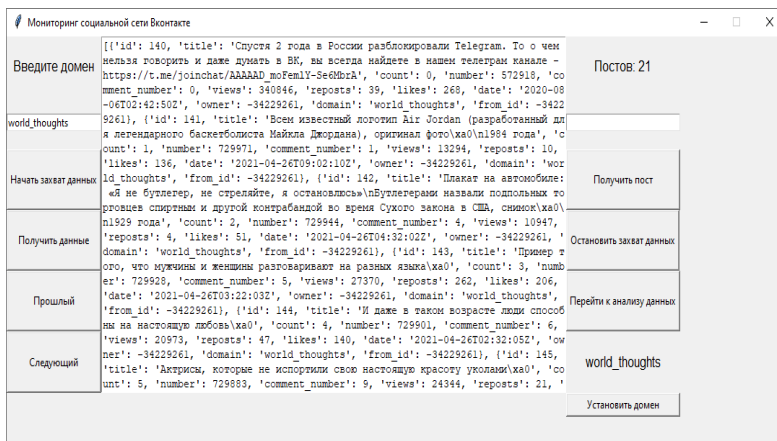 Мониторинг социальной сети Вконтакте
Введите домен
world_thoughts
Начать захват данных
Получить данные
Прошлый
Следующий
[{'id': 140, 'title': 'Спустя 2 года в России разблокировали Telegram. То о чем
нельзя говорить и даже думать в ВК, вы всегда найдете в нашем телеграм канале -
https://t.me/joinchat/AAAAAD_moFemlY-Se6MbrA', 'count': 0, 'number': 572918, 'co
mment_number': 0, 'views': 340846, 'reposts': 39, 'likes': 268, 'date': '2020-08
-06T02:42:50Z', 'owner': -34229261, 'domain': 'world_thoughts', 'from_id': -3422
9261}, {'id': 141, 'title': 'Всем известный логотип Air Jordan (разработанный дл
я легендарного баскетболиста Майкла Джордана), оригинал фото\xa0\n1984 года', 'c
ount': 1, 'number': 729971, 'comment_number': 1, 'views': 13294, 'reposts': 10,
'likes': 136, 'date': '2021-04-26T09:02:10Z', 'owner': -34229261, 'domain': 'wor
ld_thoughts', 'from_id': -34229261}, {'id': 142, 'title': 'Плакат на автомобиле:
«Я не бутлегер, не стреляйте, я остановлюсь»\nБутлегерами назвали подпольных то
рговцев спиртным и другой контрабандой во время Сухого закона в США, снимок\xa0\
n1929 года', 'count': 2, 'number': 729944, 'comment_number': 4, 'views': 10947,
'reposts': 4, 'likes': 51, 'date': '2021-04-26T04:32:02Z', 'owner': -34229261, '
domain': 'world_thoughts', 'from_id': -34229261}, {'id': 143, 'title': 'Пример т
ого, что мужчины и женщины разговаривают на разных языка\xa0', 'count': 3, 'numb
er': 729928, 'comment_number': 5, 'views': 27370, 'reposts': 262, 'likes': 206,
'date': '2021-04-26T03:22:03Z', 'owner': -34229261, 'domain': 'world_thoughts',
'from_id': -34229261}, {'id': 144, 'title': 'И даже в таком возрасте люди способ
ны на настоящую любовь\xa0', 'count': 4, 'number': 729901, 'comment_number': 6,
'views': 20973, 'reposts': 47, 'likes': 140, 'date': '2021-04-26T02:32:05Z', 'ow
ner': -34229261, 'domain': 'world_thoughts', 'from_id': -34229261}, {'id': 145,
'title': 'Актрисы, которые не испортили свою настоящую красоту уколами\xa0', 'co
unt': 5, 'number': 729883, 'comment_number': 9, 'views': 24344, 'reposts': 21, '
Постов: 21
Получить пост
Остановить захват данных
Перейти к анализу данных
world_thoughts
Установить домен